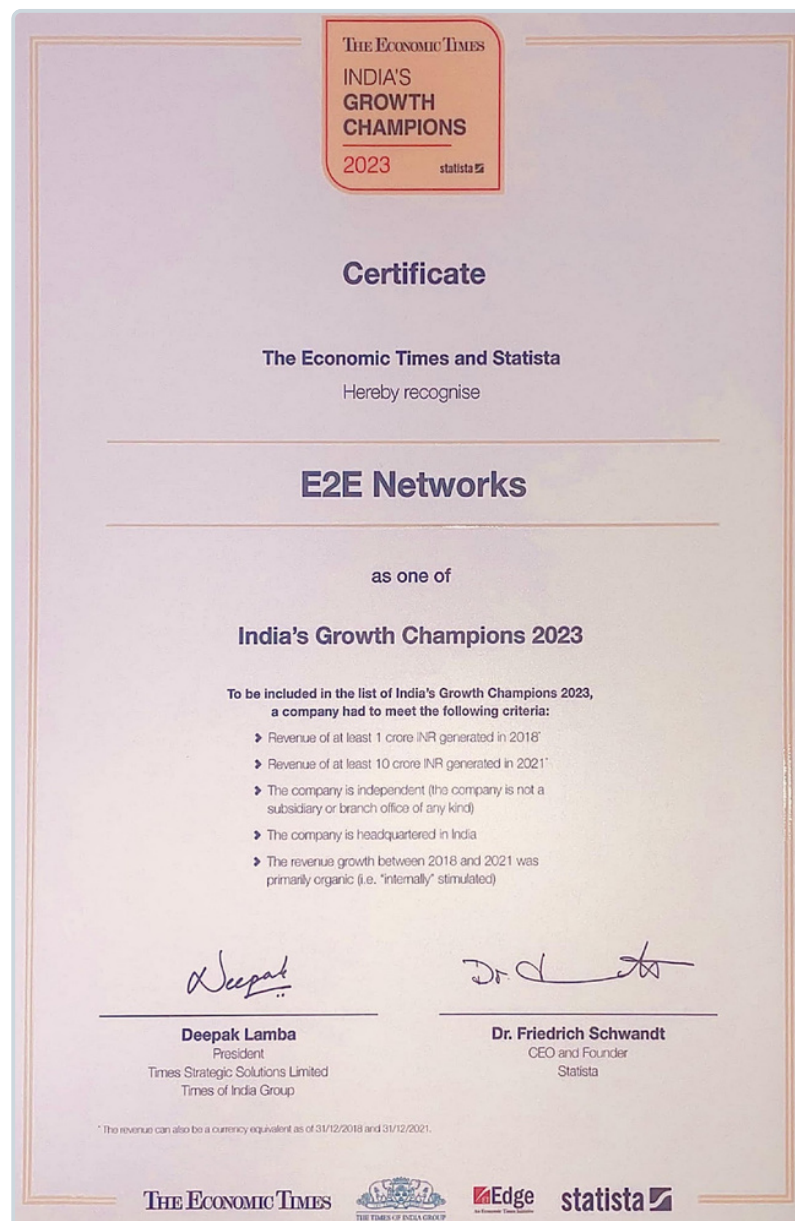 THE ECONOMIC TIMES
INDIA'S
GROWTH
CHAMPIONS
2023 statista
Certificate
The Economic Times and Statista
Hereby recognise
E2E Networks
as one of
India's Growth Champions 2023
To be included in the list of India's Growth Champions 2023,
a company had to meet the following criteria:
Revenue of at least 1 crore INR generated in 2018*
Revenue of at least 10 crore INR generated in 2021*
The company is independent (the company is not a
subsidiary or branch office of any kind)
The company is headquartered in India
The revenue growth between 2018 and 2021 was
primarily organic (i.e. "internally" stimulated)
Deepak
Dr.
Deepak Lamba
President
Times Strategic Solutions Limited
Times of India Group
Dr. Friedrich Schwandt
CEO and Founder
Statista
* The revenue can also be a currency equivalent as of 31/12/2018 and 31/12/2021.
THE ECONOMIC TIMES
THE TIMES OF INDIA GROUP
Edge
An Economic Times Initiative
statista